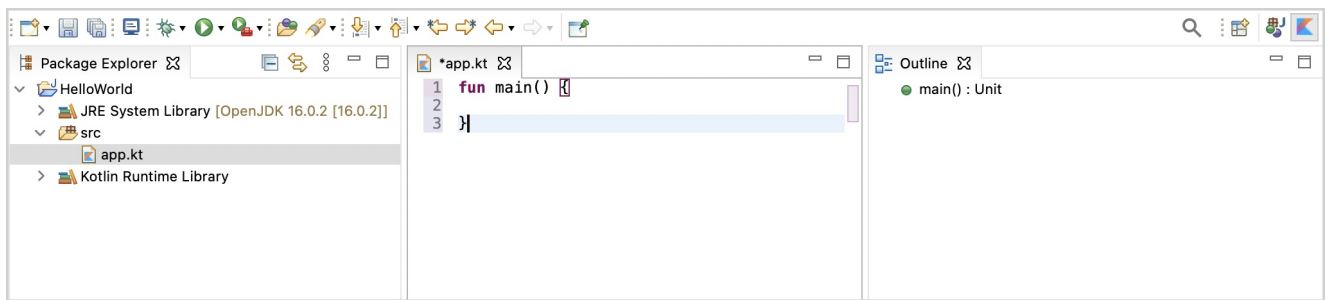 Package Explorer
HelloWorld
JRE System Library [OpenJDK 16.0.2 [16.0.2]]
src
app.kt
Kotlin Runtime Library
*app.kt
1 fun main() {
2
3 }
Outline
main() : Unit